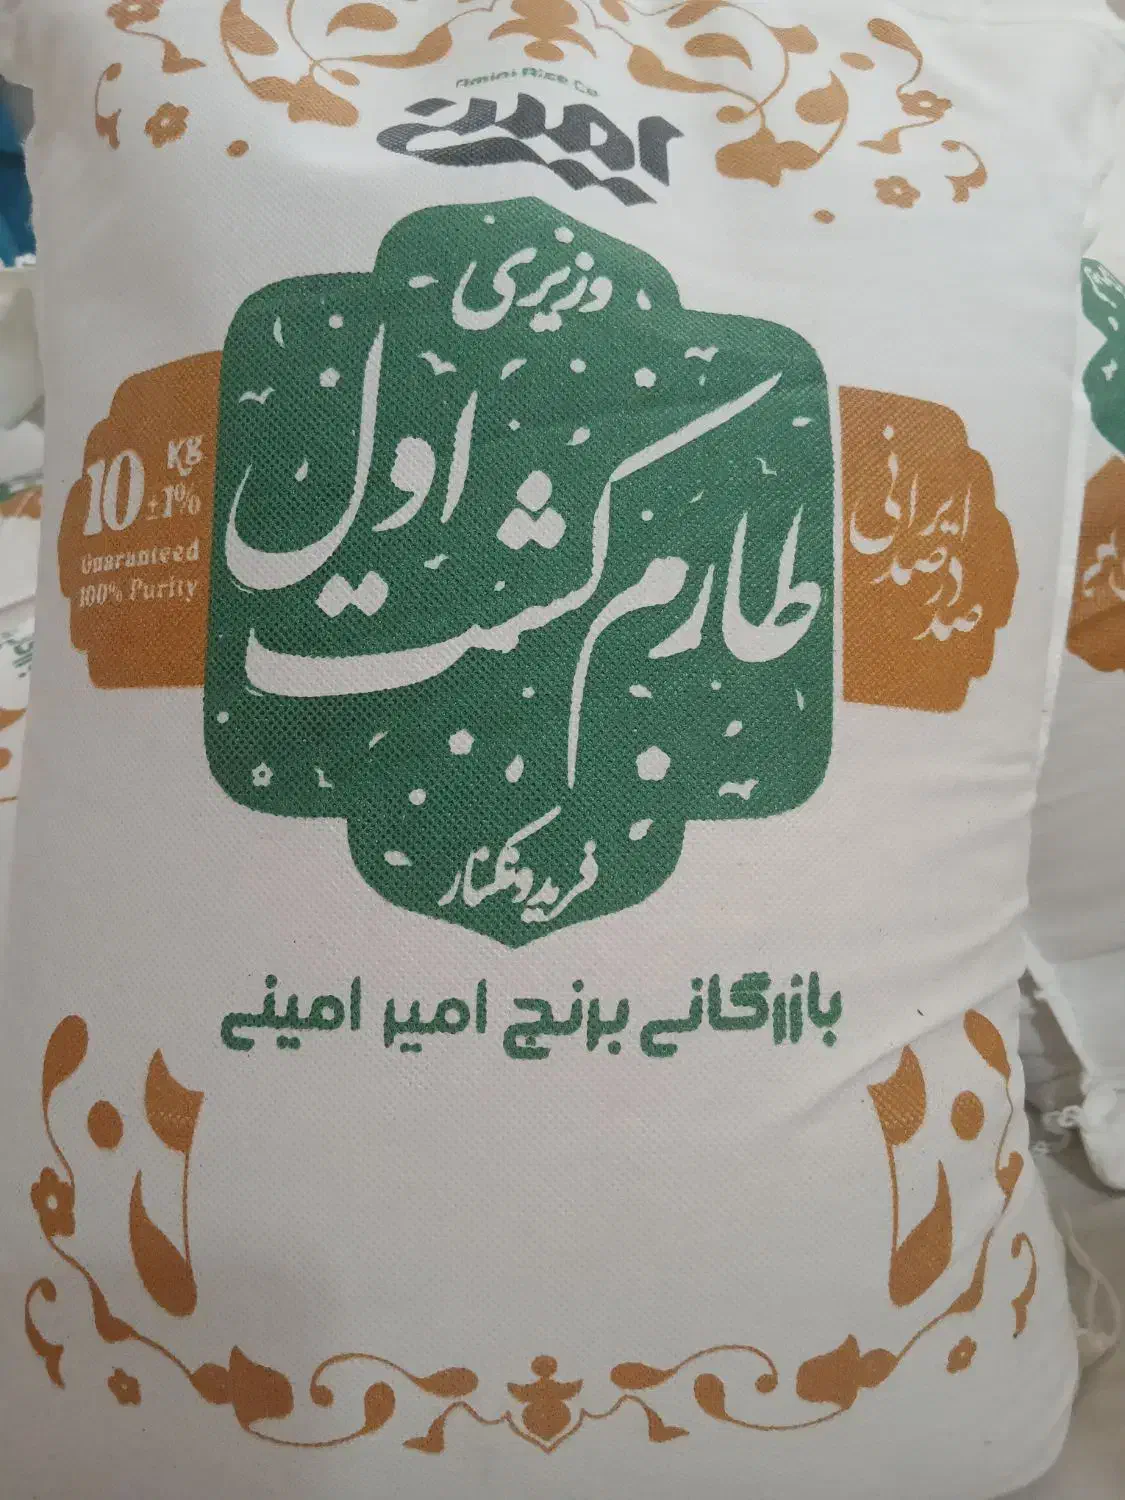 Amini Rice Co
امینی
وزیری
طارم کشت اول
فریدونکنار
10 KG
±1%
Guaranteed
100% Purity
ایرانی
صد در صد
بازرگانی برنج امیر امینی